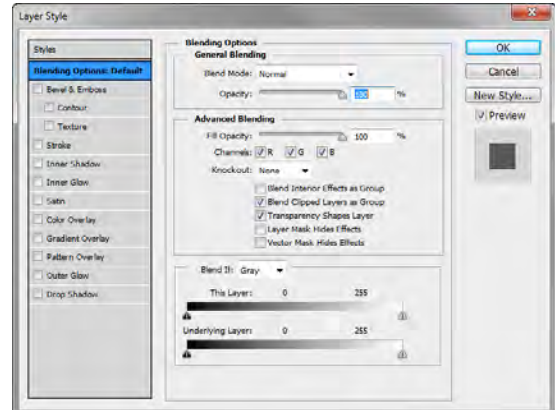 Layer Style
Styles
Blending Options: Default
Bevel & Emboss
Contour
Texture
Stroke
Inner Shadow
Inner Glow
Satin
Color Overlay
Gradient Overlay
Pattern Overlay
Outer Glow
Drop Shadow
Blending Options
General Blending
Blend Mode: Normal
Opacity: 100 %
Advanced Blending
Fill Opacity: 100 %
Channels: R G B
Knockout: None
Blend Interior Effects as Group
Blend Clipped Layers as Group
Transparency Shapes Layer
Layer Mask Hides Effects
Vector Mask Hides Effects
Blend If: Gray
This Layer: 0 255
Underlying Layer: 0 255
OK
Cancel
New Style...
Preview